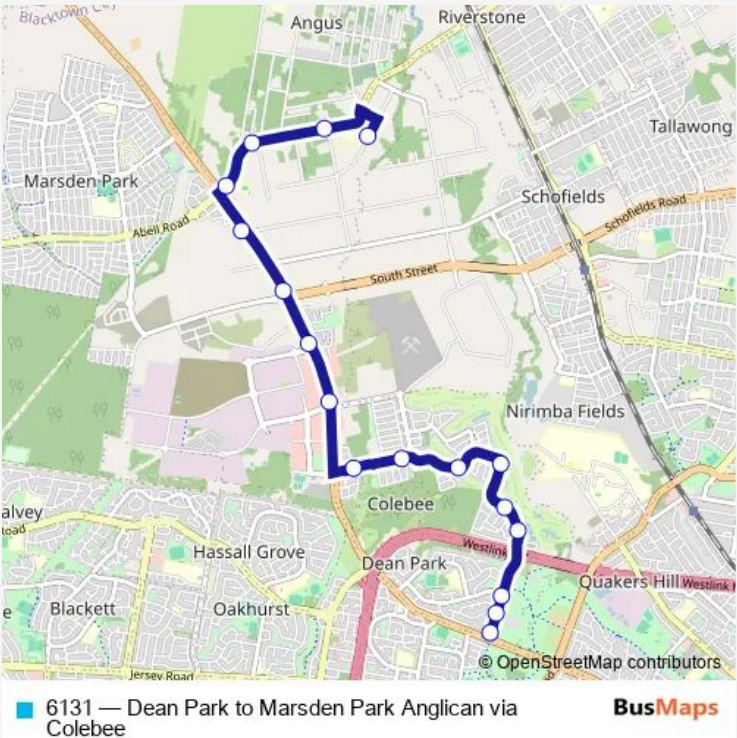 Blacktown City
Angus
Riverstone
Tallawong
Marsden Park
Schofields
Schofields Road
Abell Road
South Street
Nirimba Fields
Colebee
alvey
oad
Hassall Grove
Dean Park
Westlink
Quakers Hill
Westlink M
e
Blackett
Oakhurst
Jersey Road
© OpenStreetMap contributors
6131 — Dean Park to Marsden Park Anglican via
Colebee
BusMaps